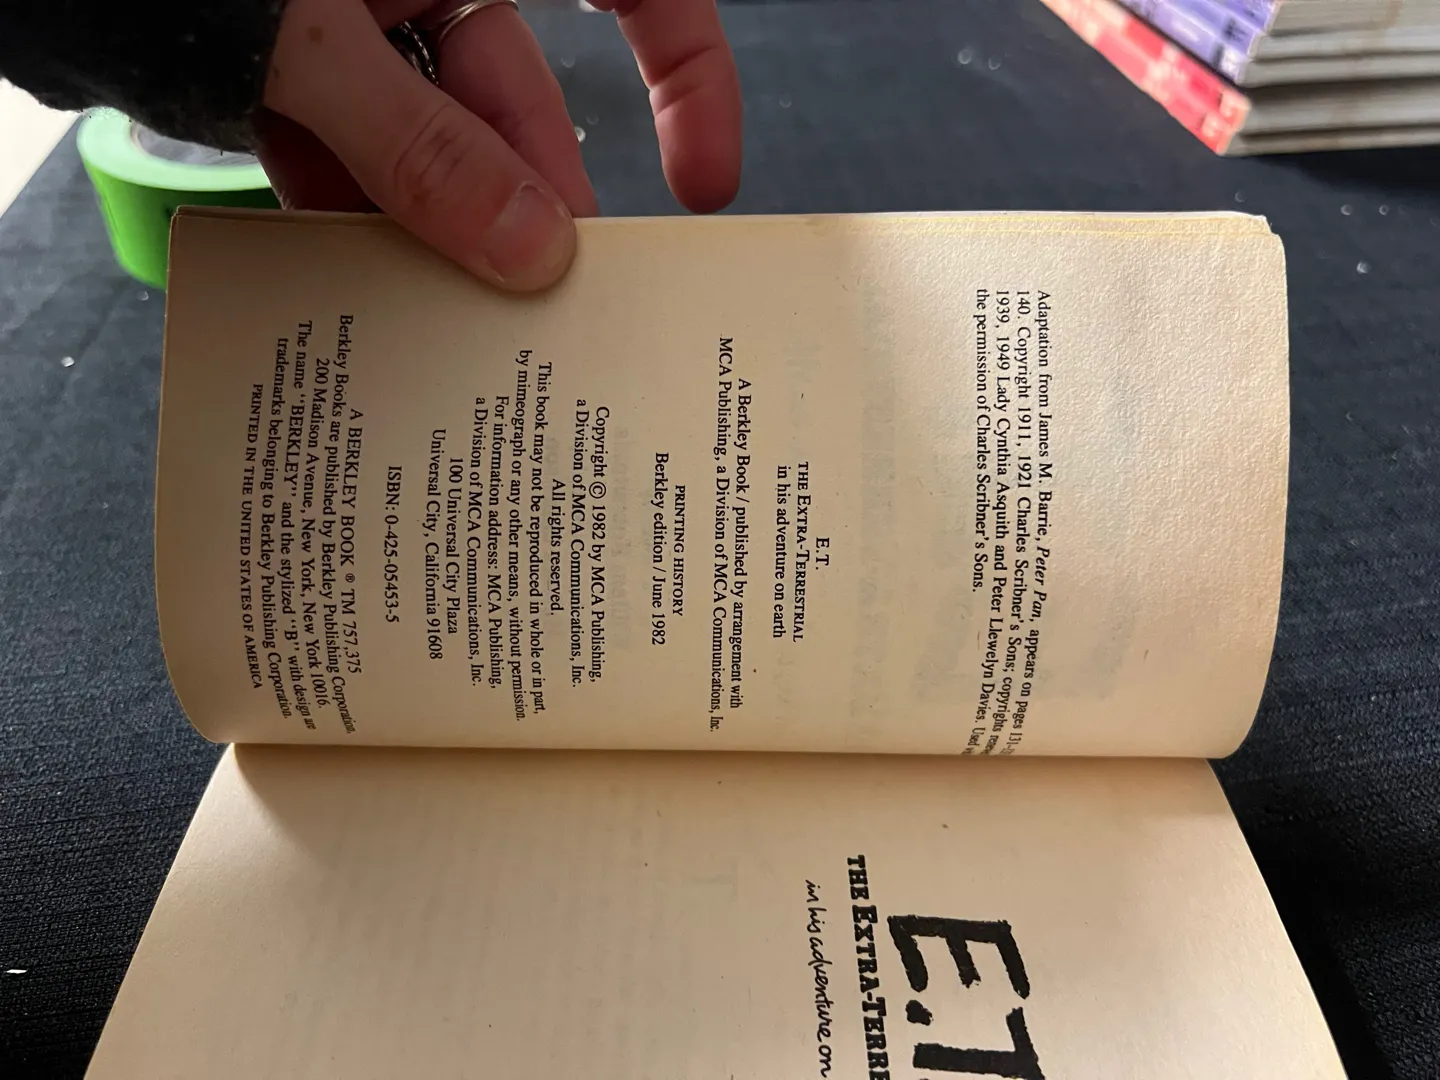 Adaptation from James M. Barrie, Peter Pan, appears on pages 131-
140. Copyright 1911, 1921 Charles Scribner's Sons; copyrights
1939, 1949 Lady Cynthia Asquith and Peter Llewelyn Davies. Used
the permission of Charles Scribner's Sons.
E.T.
THE EXTRA-TERRESTRIAL
in his adventure on earth
A Berkley Book / published by arrangement with
MCA Publishing, a Division of MCA Communications, Inc.
PRINTING HISTORY
Berkley edition / June 1982
Copyright © 1982 by MCA Publishing,
a Division of MCA Communications, Inc.
All rights reserved.
This book may not be reproduced in whole or in part,
by mimeograph or any other means, without permission.
For information address: MCA Publishing,
a Division of MCA Communications, Inc.
100 Universal City Plaza
Universal City, California 91608
ISBN: 0-425-05453-5
A BERKLEY BOOK ® TM 757,375
Berkley Books are published by Berkley Publishing Corporation,
200 Madison Avenue, New York, New York 10016.
The name "BERKLEY" and the stylized "B" with design are
trademarks belonging to Berkley Publishing Corporation.
PRINTED IN THE UNITED STATES OF AMERICA
E.T.
THE EXTRA-TERRE
in his adventure on